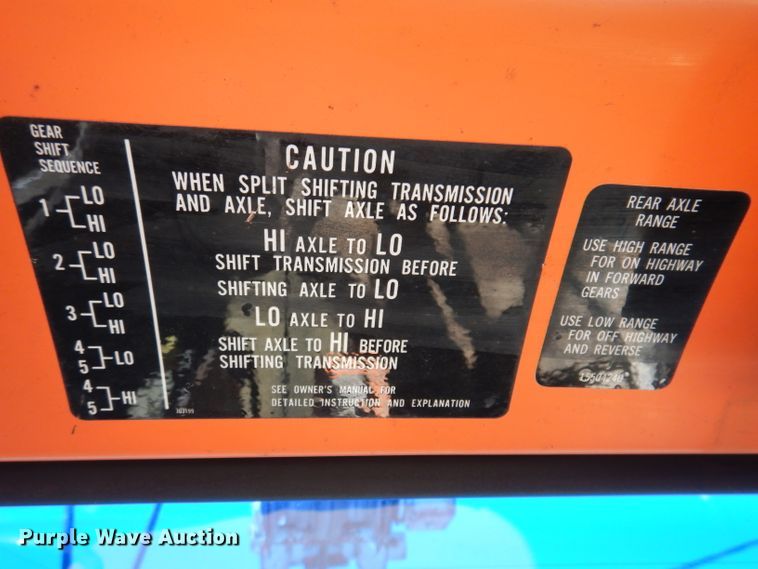 GEAR
SHIFT
SEQUENCE
1 LO
HI
2 LO
HI
3 LO
HI
4
5 LO
4
5 HI
CAUTION
WHEN SPLIT SHIFTING TRANSMISSION
AND AXLE, SHIFT AXLE AS FOLLOWS:
HI AXLE TO LO
SHIFT TRANSMISSION BEFORE
SHIFTING AXLE TO LO
LO AXLE TO HI
SHIFT AXLE TO HI BEFORE
SHIFTING TRANSMISSION
SEE OWNER'S MANUAL FOR
DETAILED INSTRUCTION AND EXPLANATION
REAR AXLE
RANGE
USE HIGH RANGE
FOR ON HIGHWAY
IN FORWARD
GEARS
USE LOW RANGE
FOR OFF HIGHWAY
AND REVERSE
Purple Wave Auction